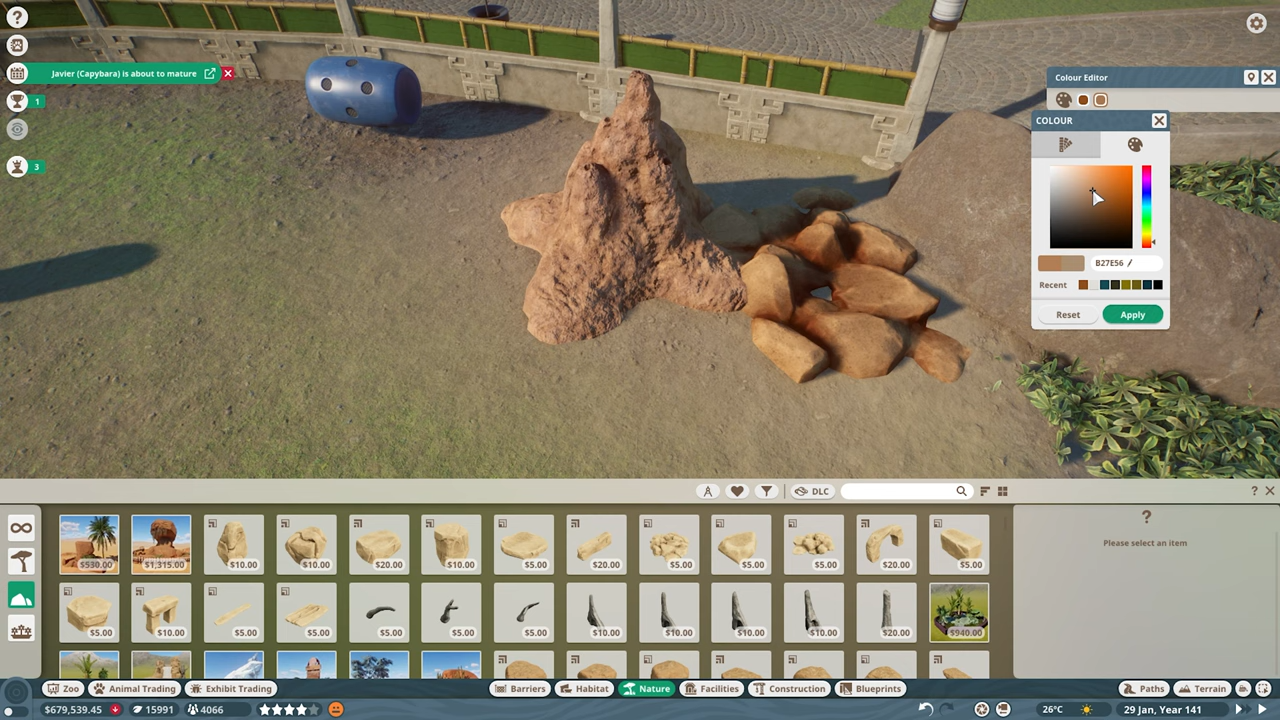 ?
Javier (Capybara) is about to mature
1
3
Colour Editor
COLOUR
B27E56
Recent
Reset
Apply
DLC
?
$530.00
$1,315.00
$10.00
$10.00
$20.00
$10.00
$5.00
$20.00
$5.00
$5.00
$5.00
$20.00
$5.00
?
Please select an item
$5.00
$10.00
$5.00
$5.00
$5.00
$5.00
$5.00
$10.00
$10.00
$10.00
$10.00
$20.00
$940.00
Zoo
Animal Trading
Exhibit Trading
Barriers
Habitat
Nature
Facilities
Construction
Blueprints
Paths
Terrain
$679,539.45
15991
4066
26°C
29 Jan, Year 141